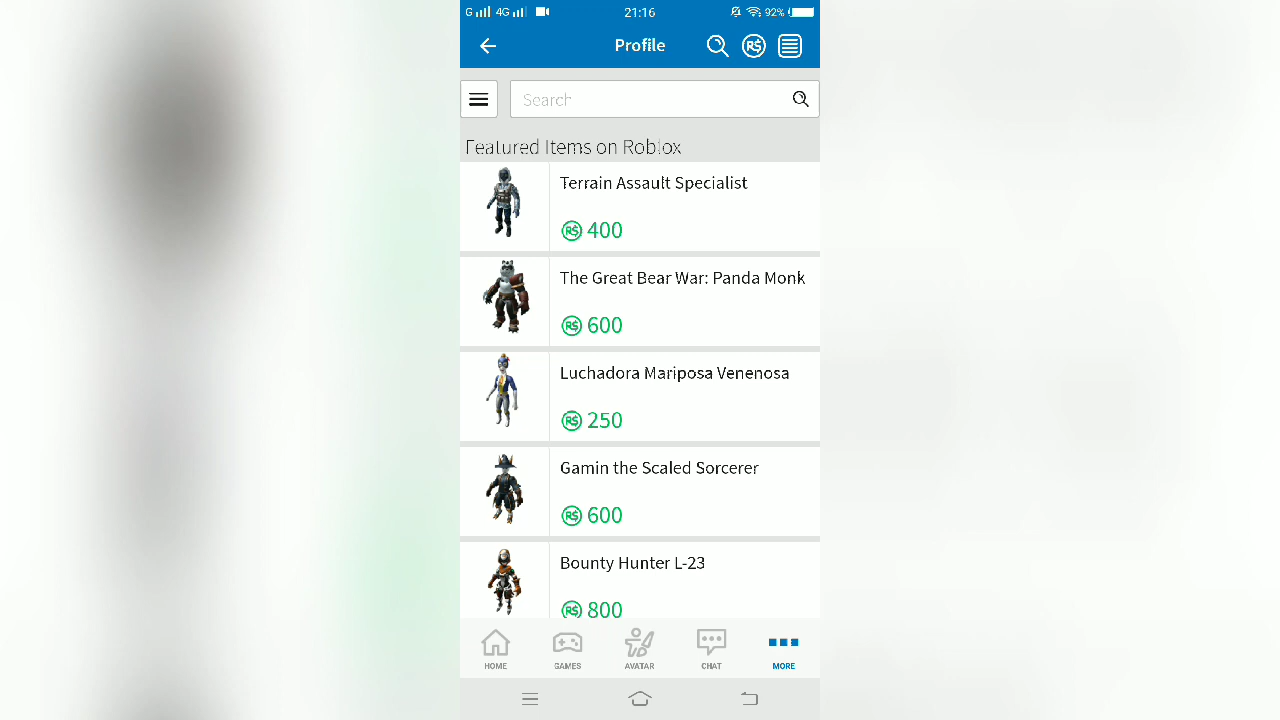 G 4G 21:16 92%
Profile R$
Search
Featured Items on Roblox
Terrain Assault Specialist
R$ 400
The Great Bear War: Panda Monk
R$ 600
Luchadora Mariposa Venenosa
R$ 250
Gamin the Scaled Sorcerer
R$ 600
Bounty Hunter L-23
R$ 800
HOME GAMES AVATAR CHAT MORE